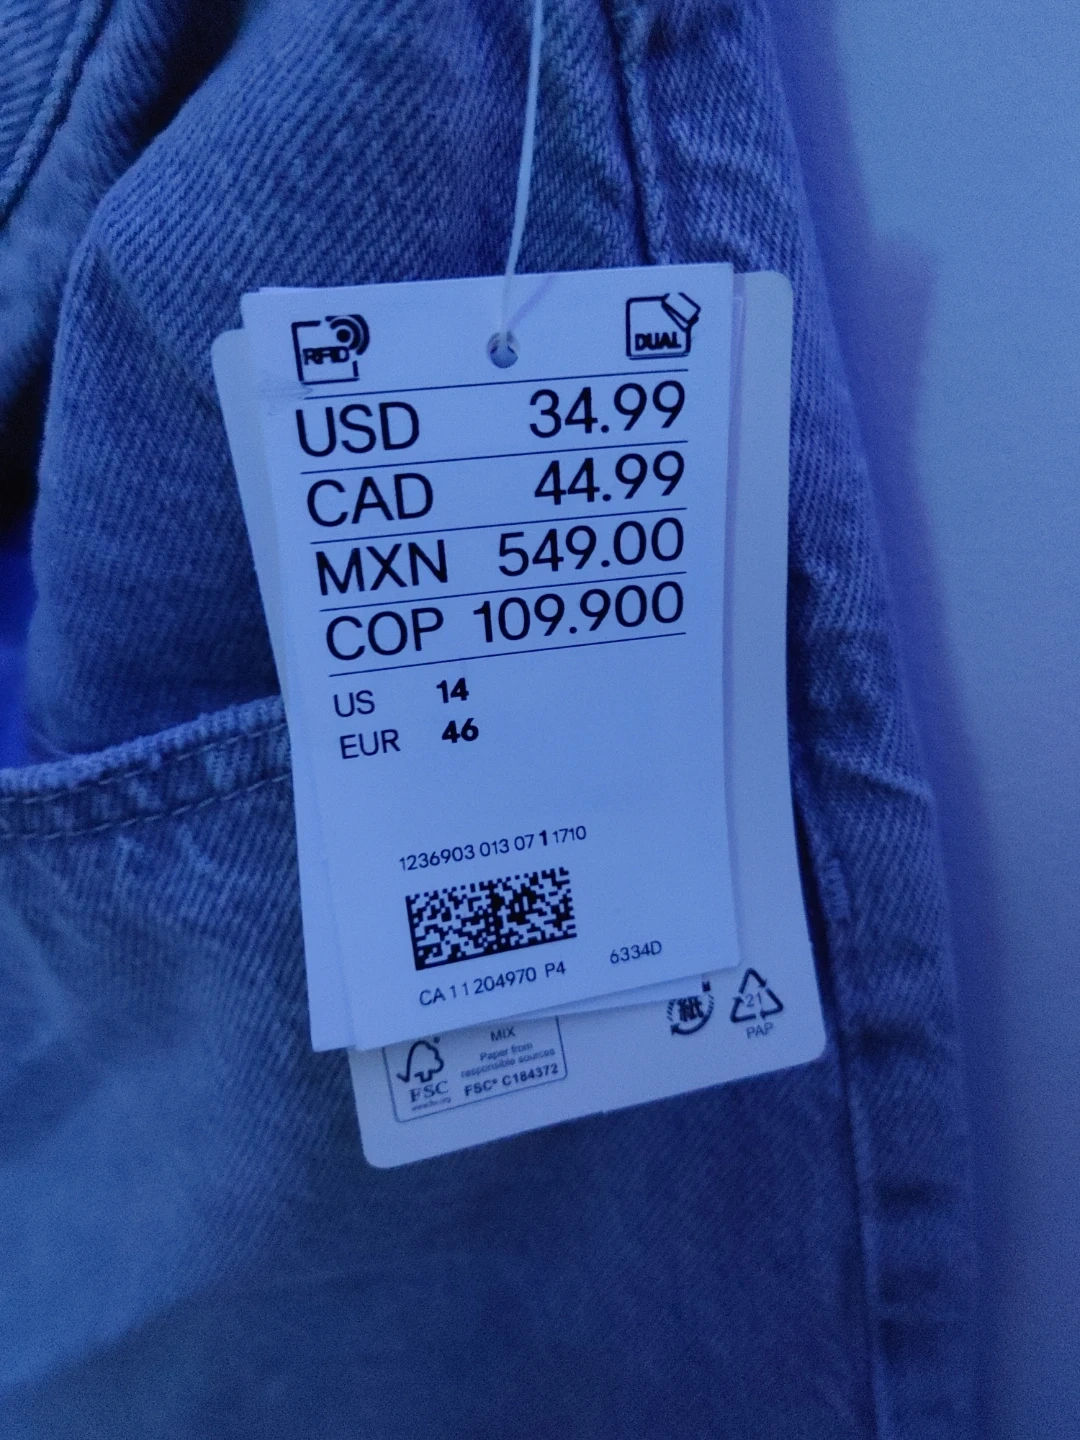 RFID
DUAL
USD 34.99
CAD 44.99
MXN 549.00
COP 109.900
US 14
EUR 46
1236903 013 07 1 1710
CA 11 204970 P4 6334D
紙
21
PAP
MIX
Paper from
responsible sources
FSC® C184372
FSC